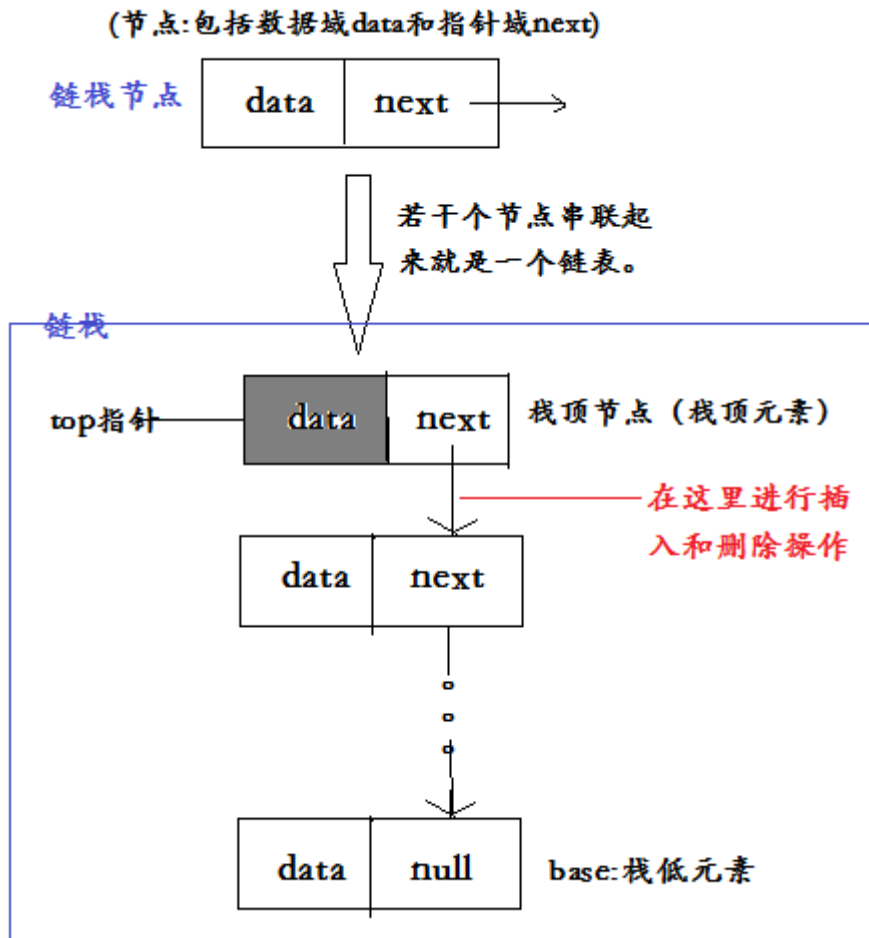 (节点:包括数据域data和指针域next)
链栈节点
data next
若干个节点串联起
来就是一个链表。
链栈
top指针
data next
栈顶节点（栈顶元素）
在这里进行插
入和删除操作
data next
data null
base:栈低元素